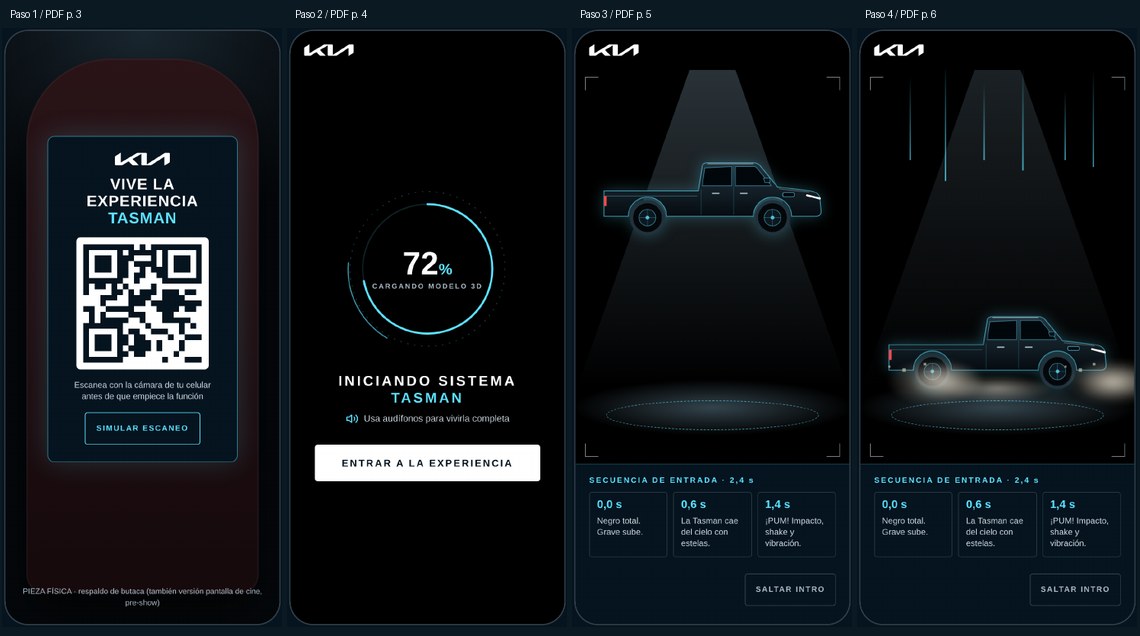 Paso 1 / PDF p. 3
KIA
VIVE LA
EXPERIENCIA
TASMAN
Escanea con la cámara de tu celular
antes de que empiece la función
SIMULAR ESCANEO
PIEZA FÍSICA · respaldo de butaca (también versión pantalla de cine,
pre-show)
Paso 2 / PDF p. 4
KIA
72%
CARGANDO MODELO 3D
INICIANDO SISTEMA
TASMAN
Usa audífonos para vivirla completa
ENTRAR A LA EXPERIENCIA
Paso 3 / PDF p. 5
KIA
SECUENCIA DE ENTRADA · 2,4 s
0,0 s
Negro total.
Grave sube.
0,6 s
La Tasman cae
del cielo con
estelas.
1,4 s
¡PUM! Impacto,
shake y
vibración.
SALTAR INTRO
Paso 4 / PDF p. 6
KIA
SECUENCIA DE ENTRADA · 2,4 s
0,0 s
Negro total.
Grave sube.
0,6 s
La Tasman cae
del cielo con
estelas.
1,4 s
¡PUM! Impacto,
shake y
vibración.
SALTAR INTRO